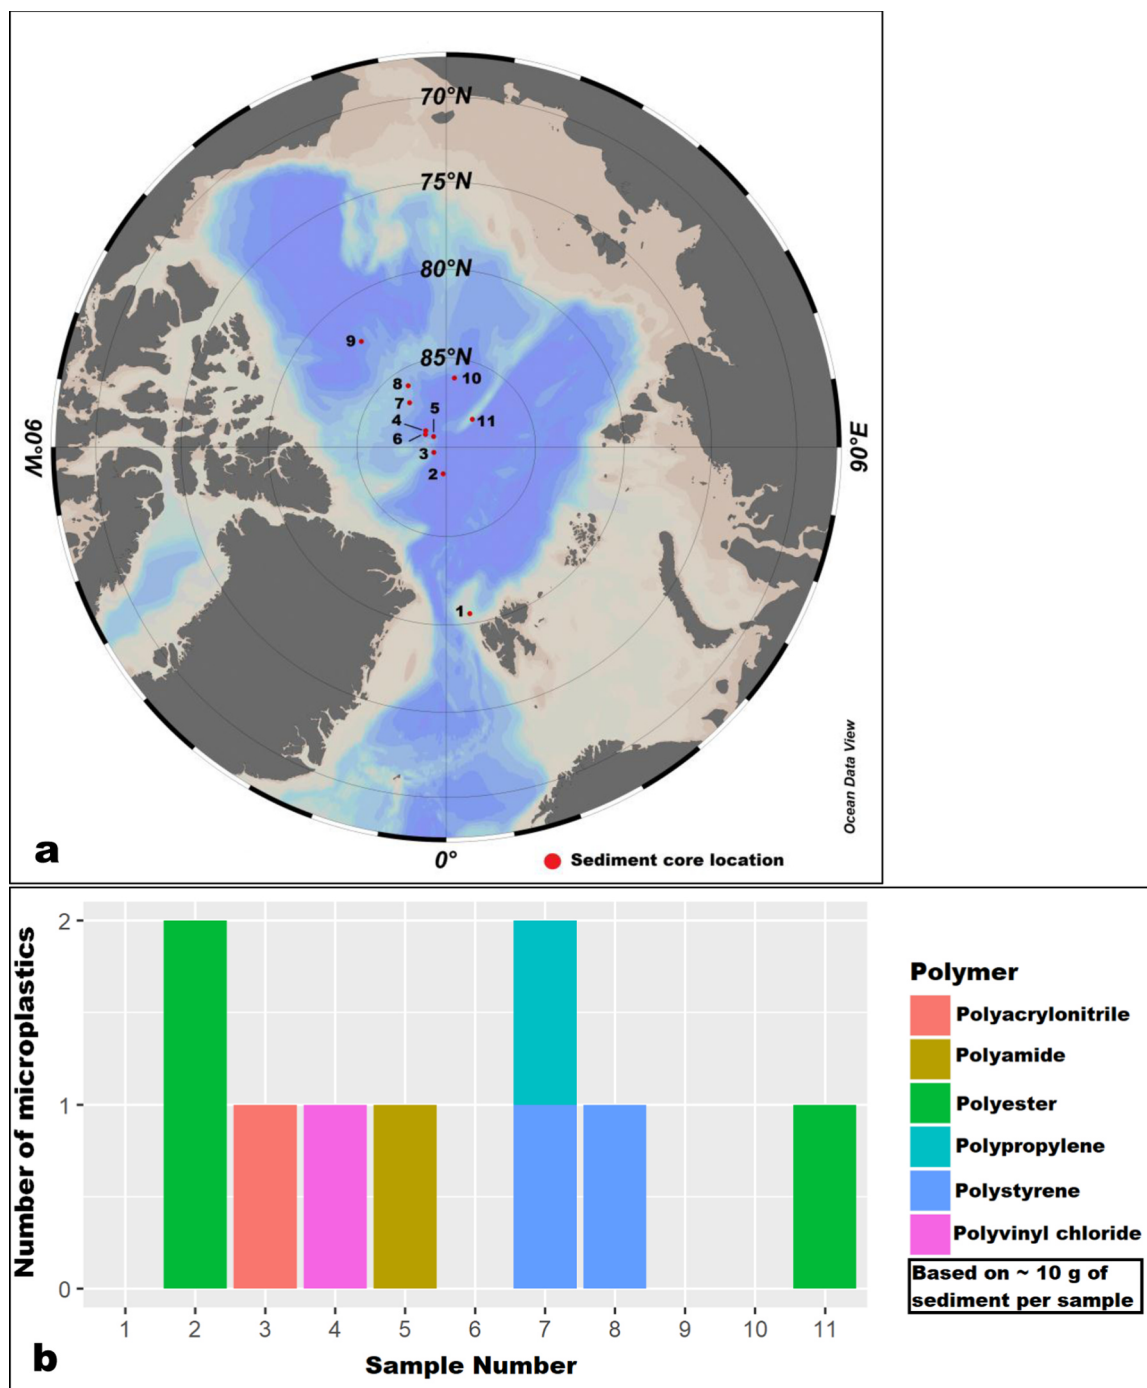 70°N
75°N
80°N
85°N
9
10
8
7
5
4
11
6
3
2
1
90°W
90°E
0°
Ocean Data View
a
Sediment core location
Number of microplastics
2
1
0
1 2 3 4 5 6 7 8 9 10 11
Sample Number
b
Polymer
Polyacrylonitrile
Polyamide
Polyester
Polypropylene
Polystyrene
Polyvinyl chloride
Based on ~ 10 g of
sediment per sample